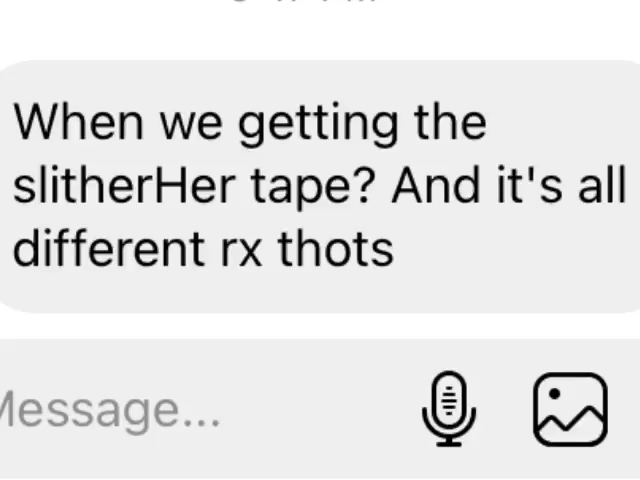 When we getting the
slitherHer tape? And it's all
different rx thots
Message...